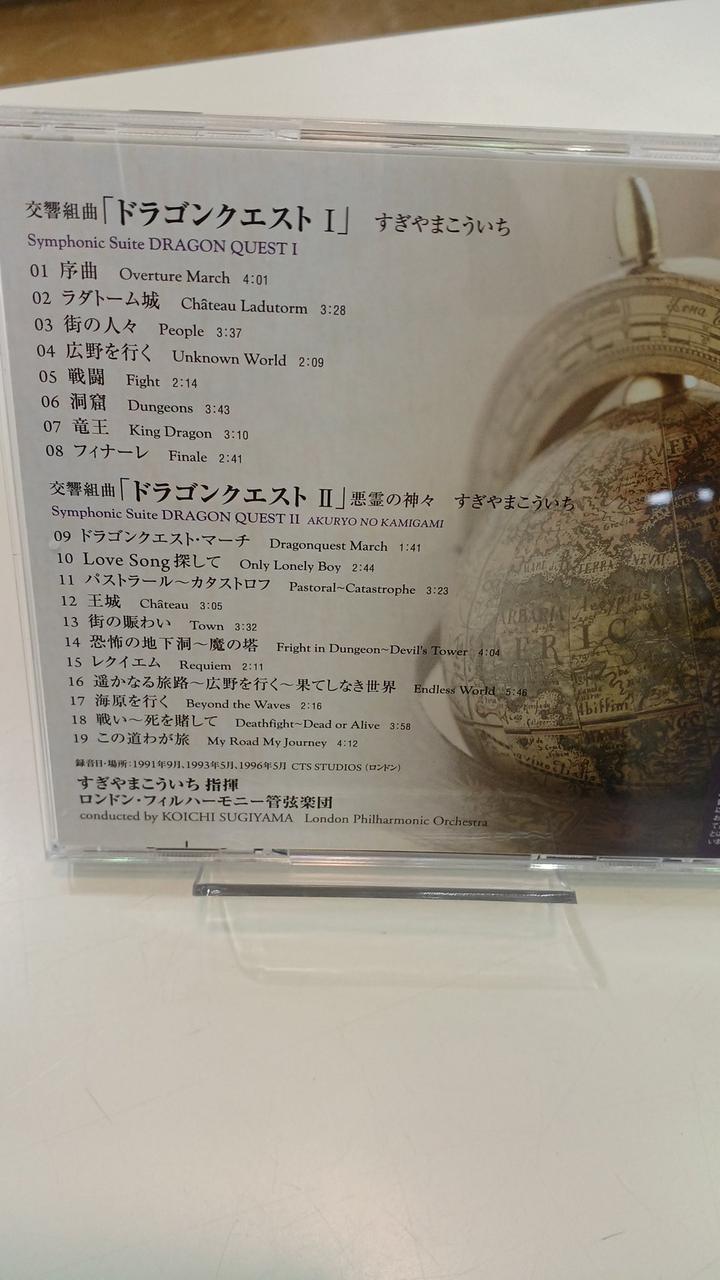 交響組曲「ドラゴンクエスト I」 すぎやまこういち
Symphonic Suite DRAGON QUEST I
01 序曲 Overture March 4:01
02 ラダトーム城 Château Ladutorm 3:28
03 街の人々 People 3:37
04 広野を行く Unknown World 2:09
05 戦闘 Fight 2:14
06 洞窟 Dungeons 3:43
07 竜王 King Dragon 3:10
08 フィナーレ Finale 2:41
交響組曲「ドラゴンクエスト II」悪霊の神々 すぎやまこういち
Symphonic Suite DRAGON QUEST II AKURYO NO KAMIGAMI
09 ドラゴンクエスト・マーチ Dragonquest March 1:41
10 Love Song 探して Only Lonely Boy 2:44
11 パストラール～カタストロフ Pastoral~Catastrophe 3:23
12 王城 Château 3:05
13 街の賑わい Town 3:32
14 恐怖の地下洞～魔の塔 Fright in Dungeon~Devil's Tower 4:04
15 レクイエム Requiem 2:11
16 遥かなる旅路～広野を行く～果てしなき世界 Endless World 5:46
17 海原を行く Beyond the Waves 2:16
18 戦い～死を賭して Deathfight~Dead or Alive 3:58
19 この道わが旅 My Road My Journey 4:12
録音日・場所：1991年9月、1993年5月、1996年5月 CTS STUDIOS（ロンドン）
すぎやまこういち 指揮
ロンドン・フィルハーモニー管弦楽団
conducted by KOICHI SUGIYAMA London Philharmonic Orchestra
TERRA
Aegyptus
BARBARIA